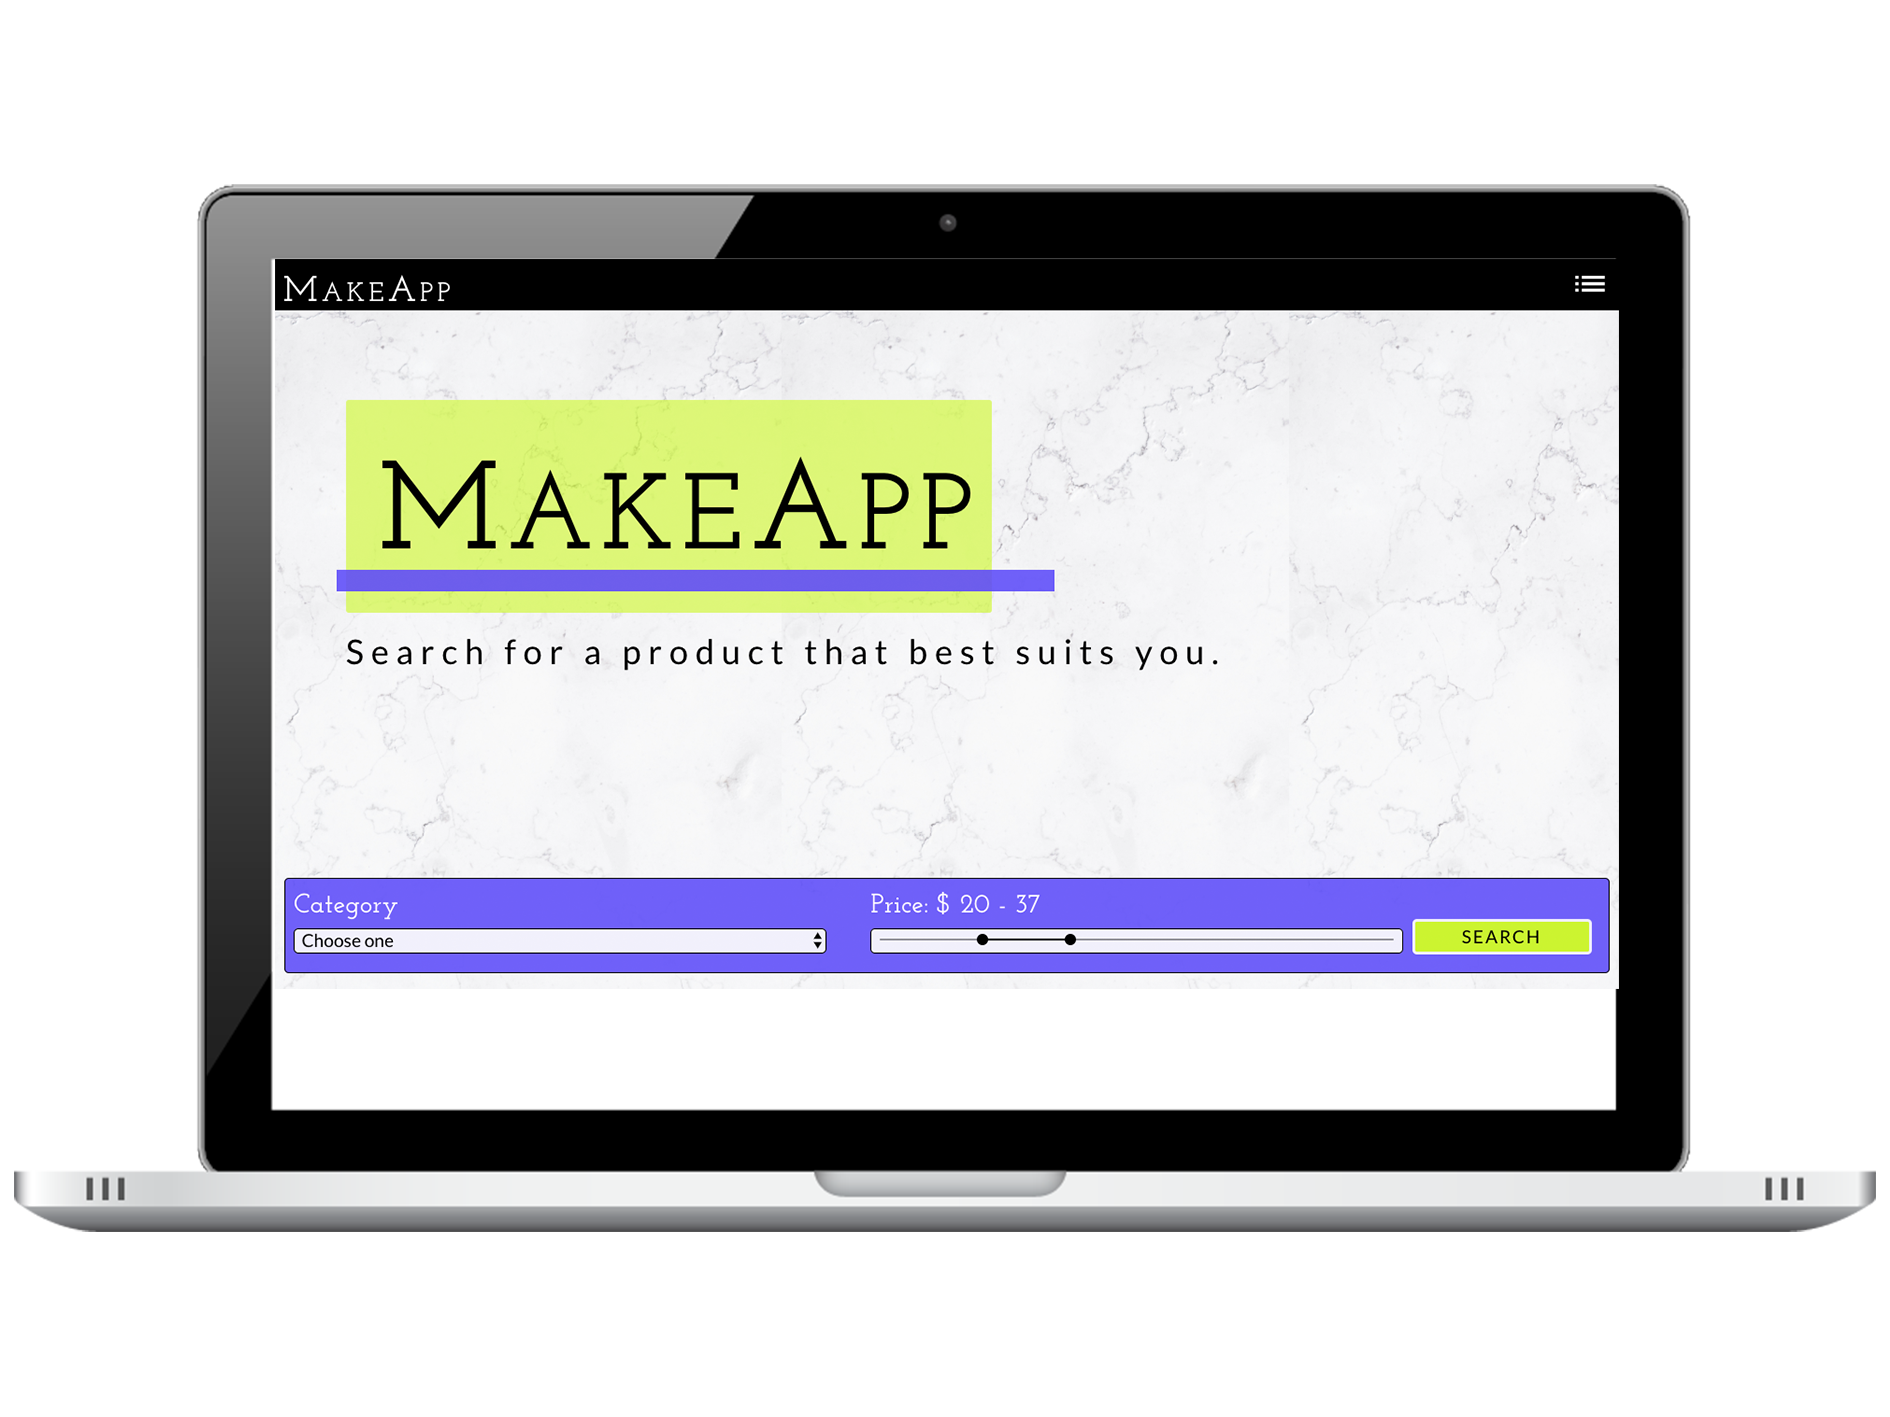 MakeApp
MakeApp
Search for a product that best suits you.
Category
Price: $ 20 - 37
Choose one
SEARCH